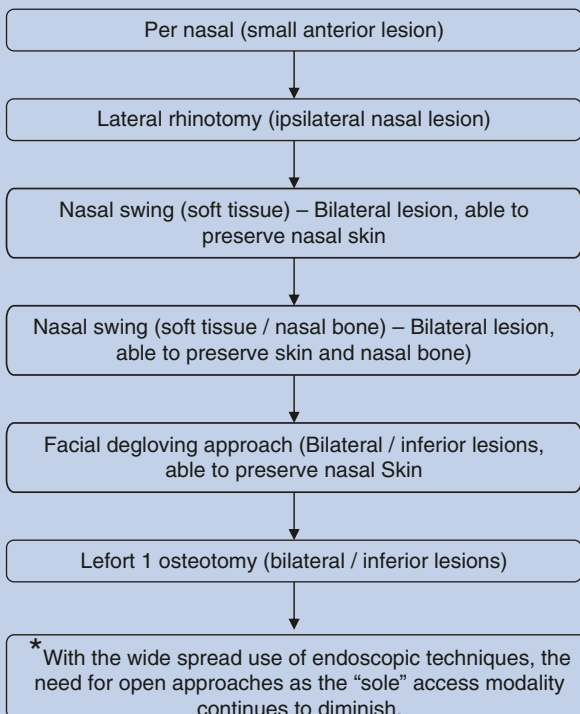 Per nasal (small anterior lesion)
Lateral rhinotomy (ipsilateral nasal lesion)
Nasal swing (soft tissue) – Bilateral lesion, able to
preserve nasal skin
Nasal swing (soft tissue / nasal bone) – Bilateral lesion,
able to preserve skin and nasal bone)
Facial degloving approach (Bilateral / inferior lesions,
able to preserve nasal Skin
Lefort 1 osteotomy (bilateral / inferior lesions)
*With the wide spread use of endoscopic techniques, the
need for open approaches as the “sole” access modality
continues to diminish.